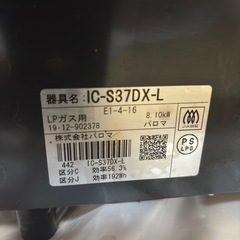 器具名:IC-S37DX-L
E1-4-16
LPガス用 8.10kW
19・12-902378 パロマ
株式会社パロマ
PS
LPG
442 IC-S37DX-L
区分C 効率56.3%
区分J 効率192Wh